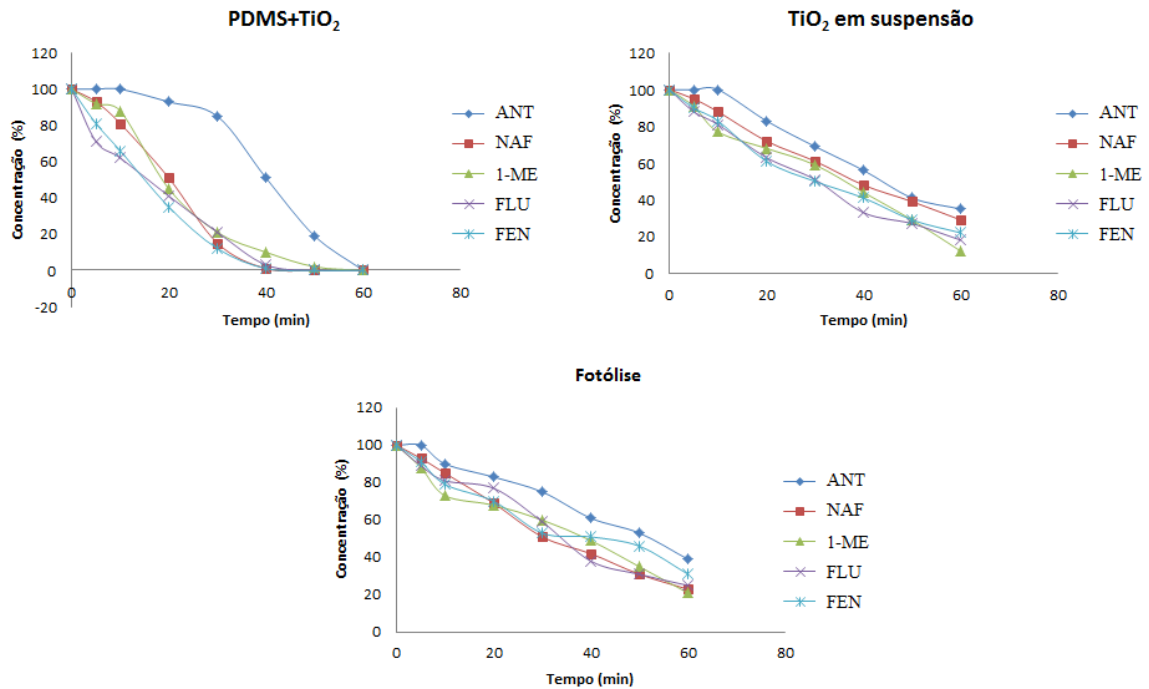 PDMS+TiO₂
Concentração (%)
120
100
80
60
40
20
0
-20
0 20 40 60 80
Tempo (min)
ANT
NAF
1-ME
FLU
FEN
TiO₂ em suspensão
Concentração (%)
120
100
80
60
40
20
0
0 20 40 60 80
Tempo (min)
ANT
NAF
1-ME
FLU
FEN
Fotólise
Concentração (%)
120
100
80
60
40
20
0
0 20 40 60 80
Tempo (min)
ANT
NAF
1-ME
FLU
FEN